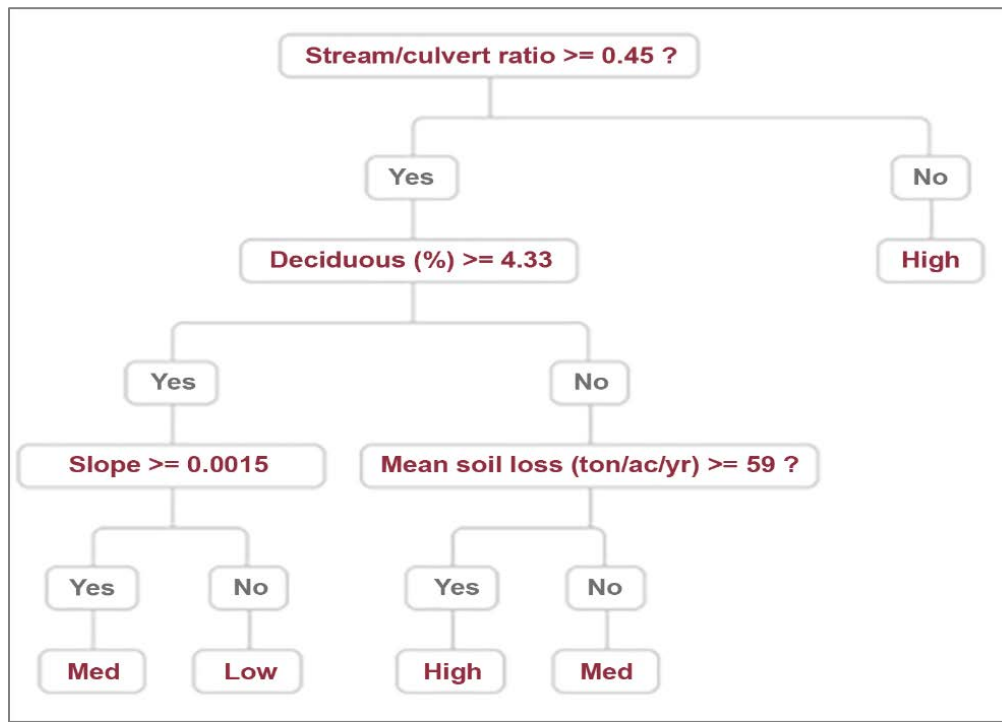 Stream/culvert ratio >= 0.45 ?
Yes
No
Deciduous (%) >= 4.33
High
Yes
No
Slope >= 0.0015
Mean soil loss (ton/ac/yr) >= 59 ?
Yes
No
Yes
No
Med
Low
High
Med